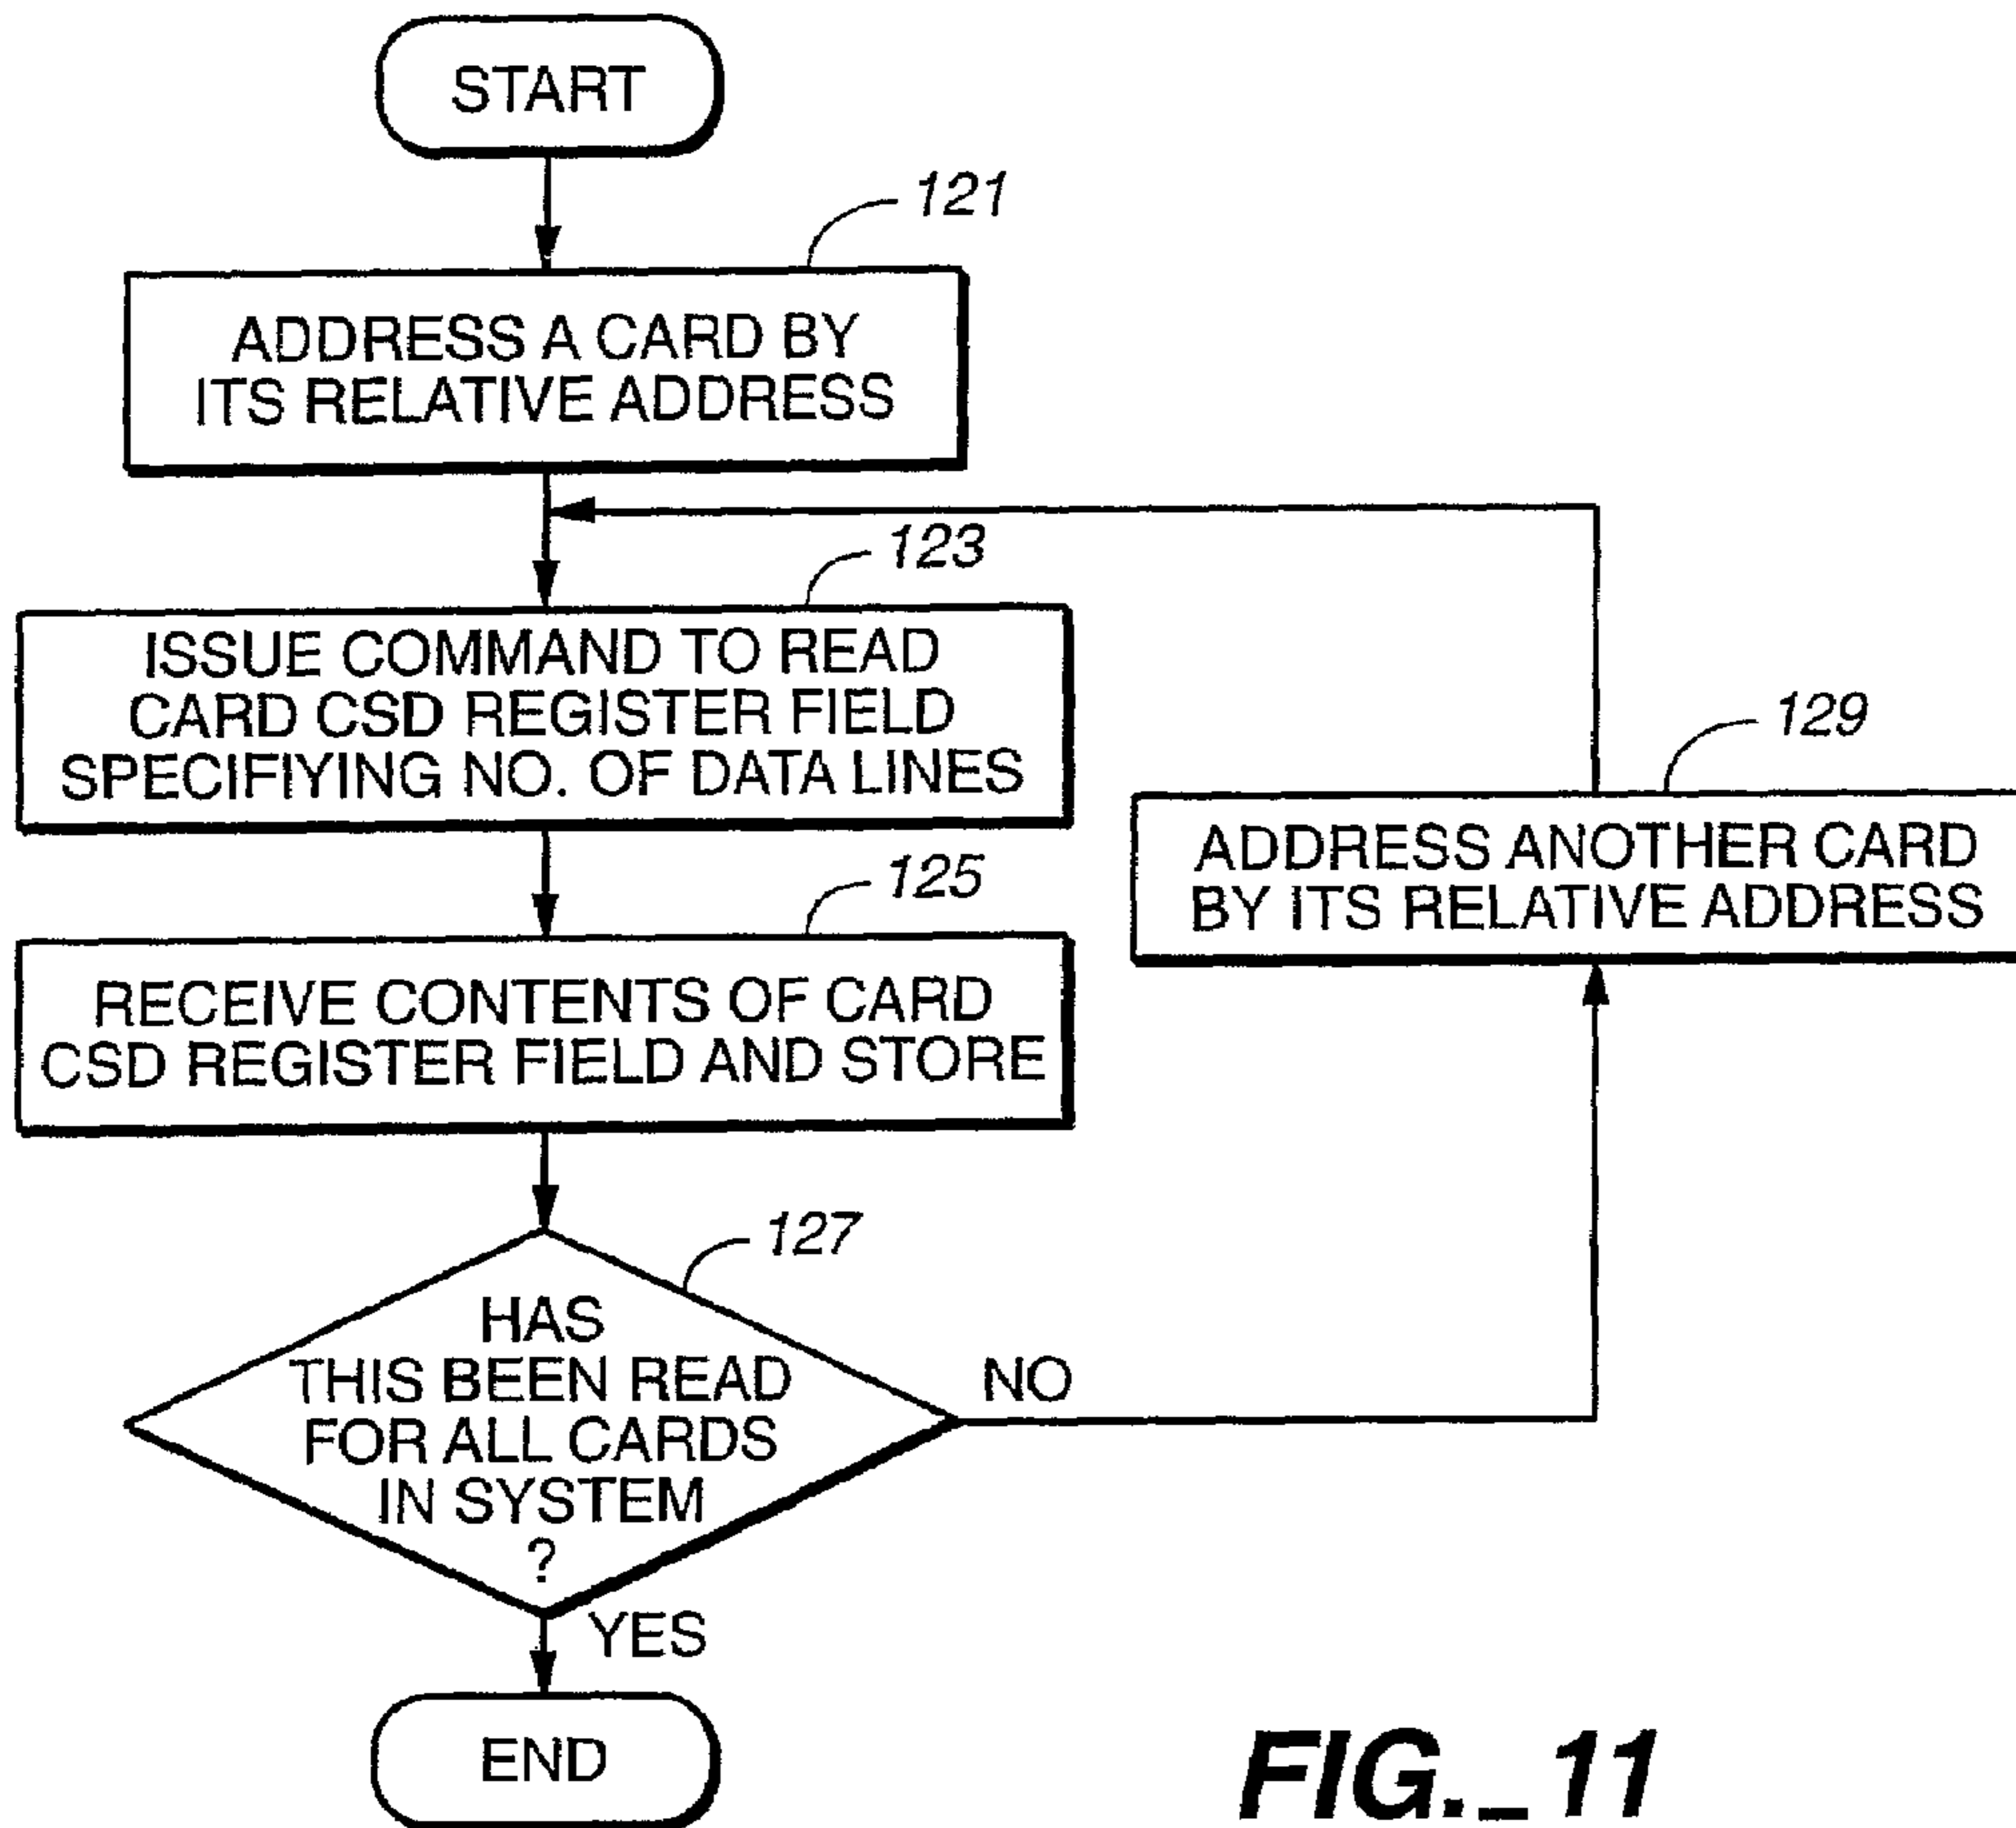 START
121
ADDRESS A CARD BY
ITS RELATIVE ADDRESS
123
ISSUE COMMAND TO READ
CARD CSD REGISTER FIELD
SPECIFIYING NO. OF DATA LINES
129
ADDRESS ANOTHER CARD
BY ITS RELATIVE ADDRESS
125
RECEIVE CONTENTS OF CARD
CSD REGISTER FIELD AND STORE
127
HAS
THIS BEEN READ
FOR ALL CARDS
IN SYSTEM
?
NO
YES
END
FIG._11